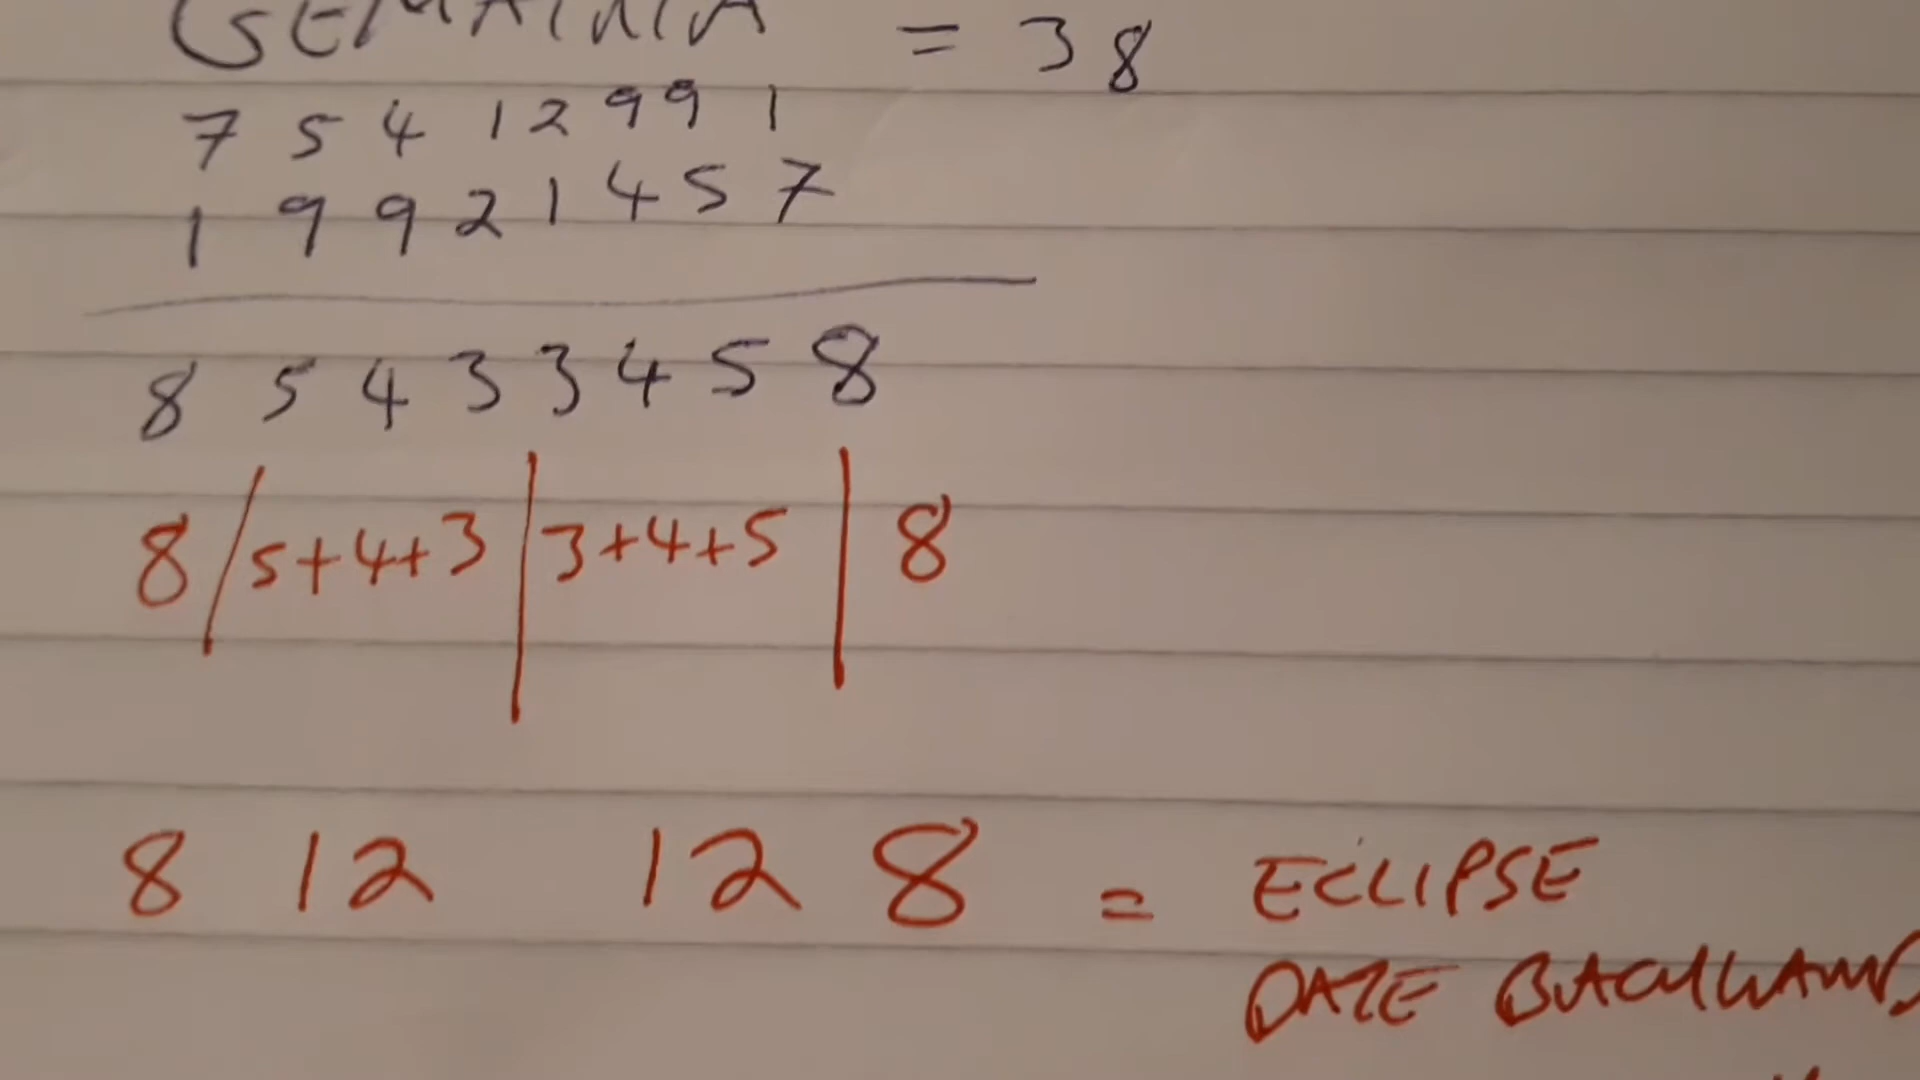 GEMATRIA = 38
7 5 4 1 2 9 9 1
1 9 9 2 1 4 5 7
8 5 4 3 3 4 5 8
8 / 5+4+3 | 3+4+5 | 8
8 12 12 8 = ECLIPSE
DATE BACKWARDS